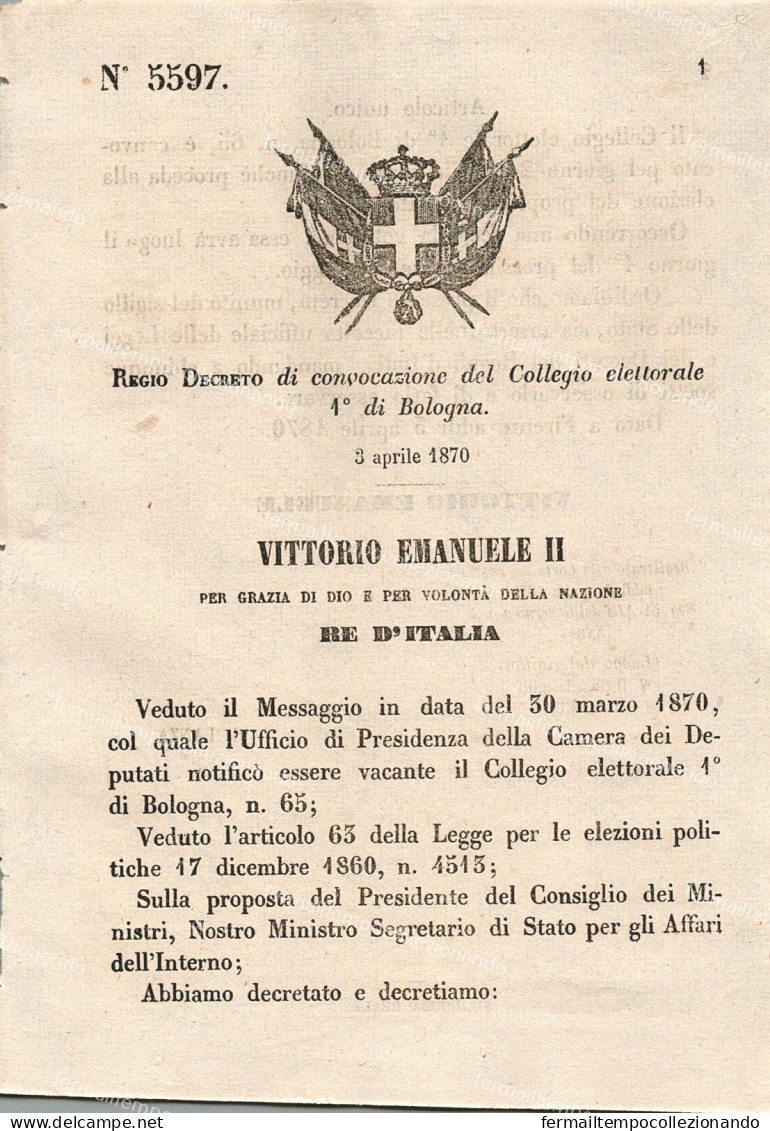 N° 5597.
1
REGIO DECRETO di convocazione del Collegio elettorale
1° di Bologna.
3 aprile 1870
VITTORIO EMANUELE II
PER GRAZIA DI DIO E PER VOLONTÀ DELLA NAZIONE
RE D'ITALIA
Veduto il Messaggio in data del 30 marzo 1870,
col quale l'Ufficio di Presidenza della Camera dei De-
putati notificò essere vacante il Collegio elettorale 1°
di Bologna, n. 65;
Veduto l'articolo 63 della Legge per le elezioni poli-
tiche 17 dicembre 1860, n. 4513;
Sulla proposta del Presidente del Consiglio dei Mi-
nistri, Nostro Ministro Segretario di Stato per gli Affari
dell'Interno;
Abbiamo decretato e decretiamo:
fermailtempocollezionando